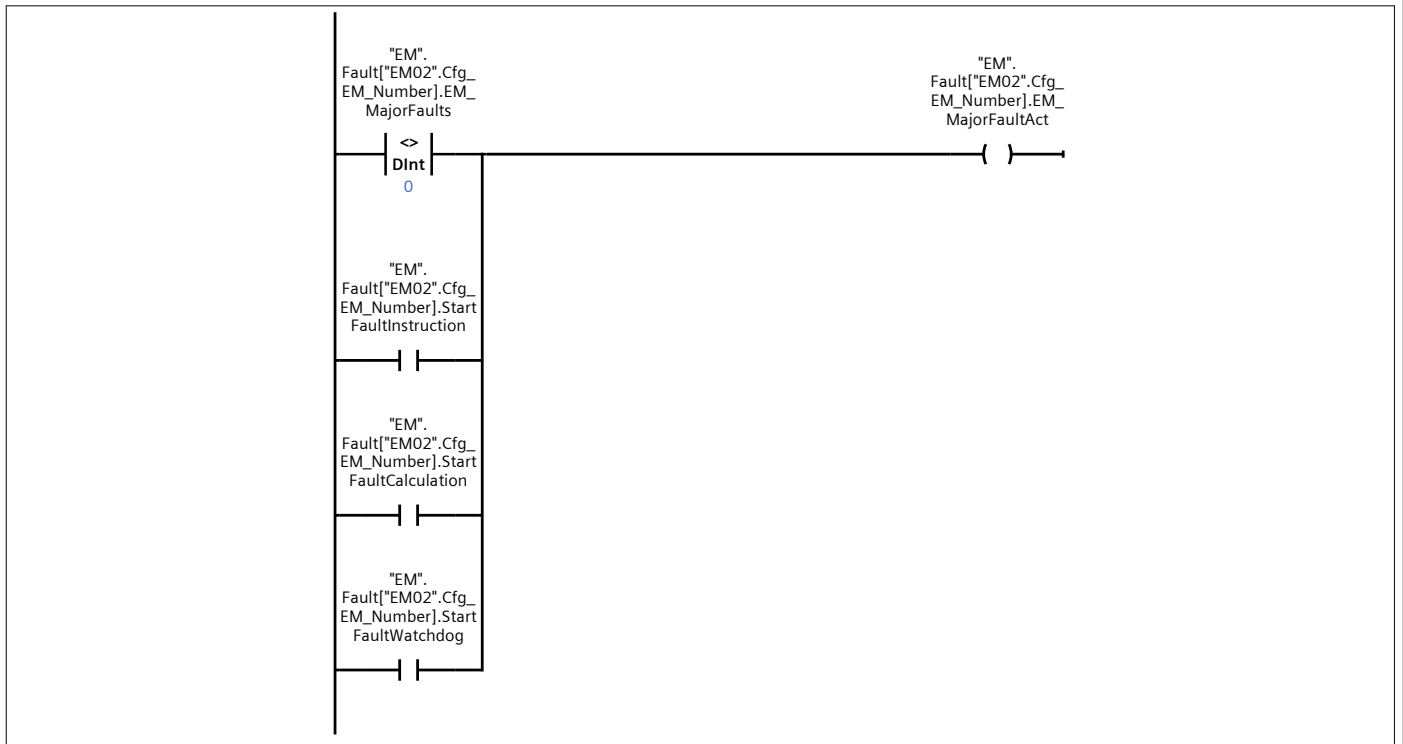 "EM".
Fault["EM02".Cfg_
EM_Number].EM_
MajorFaults
<>
DInt
0
"EM".
Fault["EM02".Cfg_
EM_Number].EM_
MajorFaultAct
"EM".
Fault["EM02".Cfg_
EM_Number].Start
FaultInstruction
"EM".
Fault["EM02".Cfg_
EM_Number].Start
FaultCalculation
"EM".
Fault["EM02".Cfg_
EM_Number].Start
FaultWatchdog